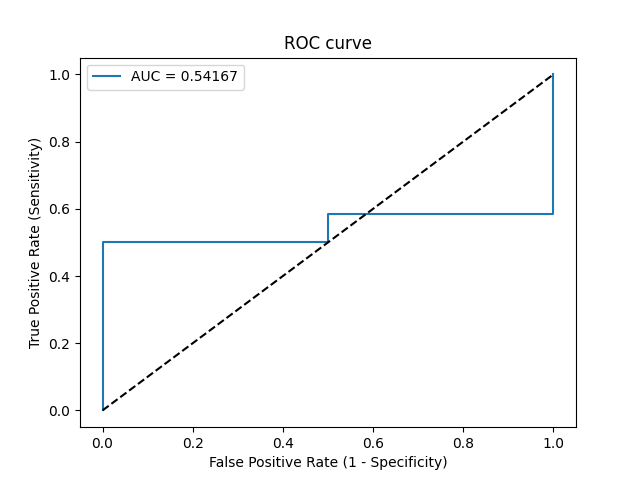 ROC curve
AUC = 0.54167
True Positive Rate (Sensitivity)
1.0
0.8
0.6
0.4
0.2
0.0
0.0 0.2 0.4 0.6 0.8 1.0
False Positive Rate (1 - Specificity)